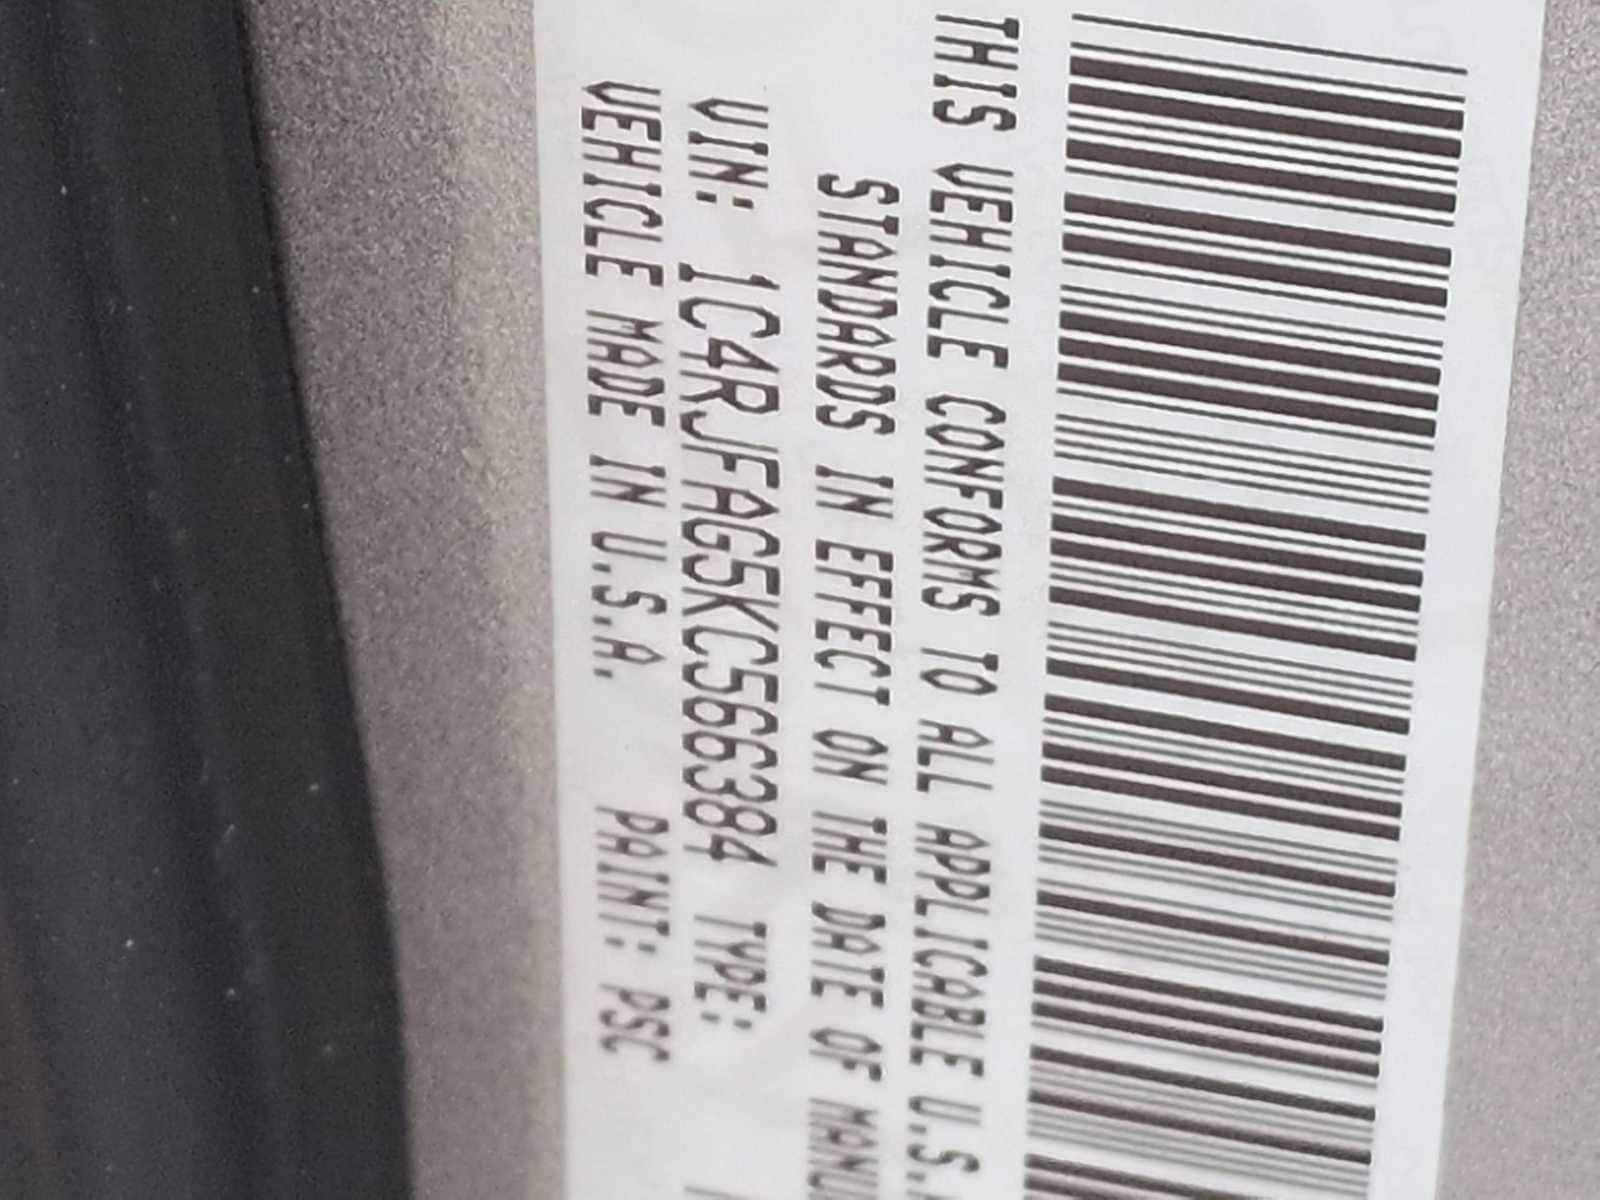 THIS VEHICLE CONFORMS TO ALL APPLICABLE U.S.
STANDARDS IN EFFECT ON THE DATE OF MANU
VIN: 1C4RJFAG5KC566384 TYPE:
VEHICLE MADE IN U.S.A. PAINT: PSC